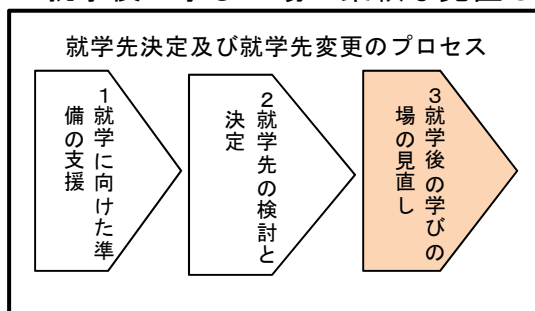 就学先決定及び就学先変更のプロセス
１就学に向けた準
備の支援
２就学先の検討と
決定
３就学後の学びの
場の見直し